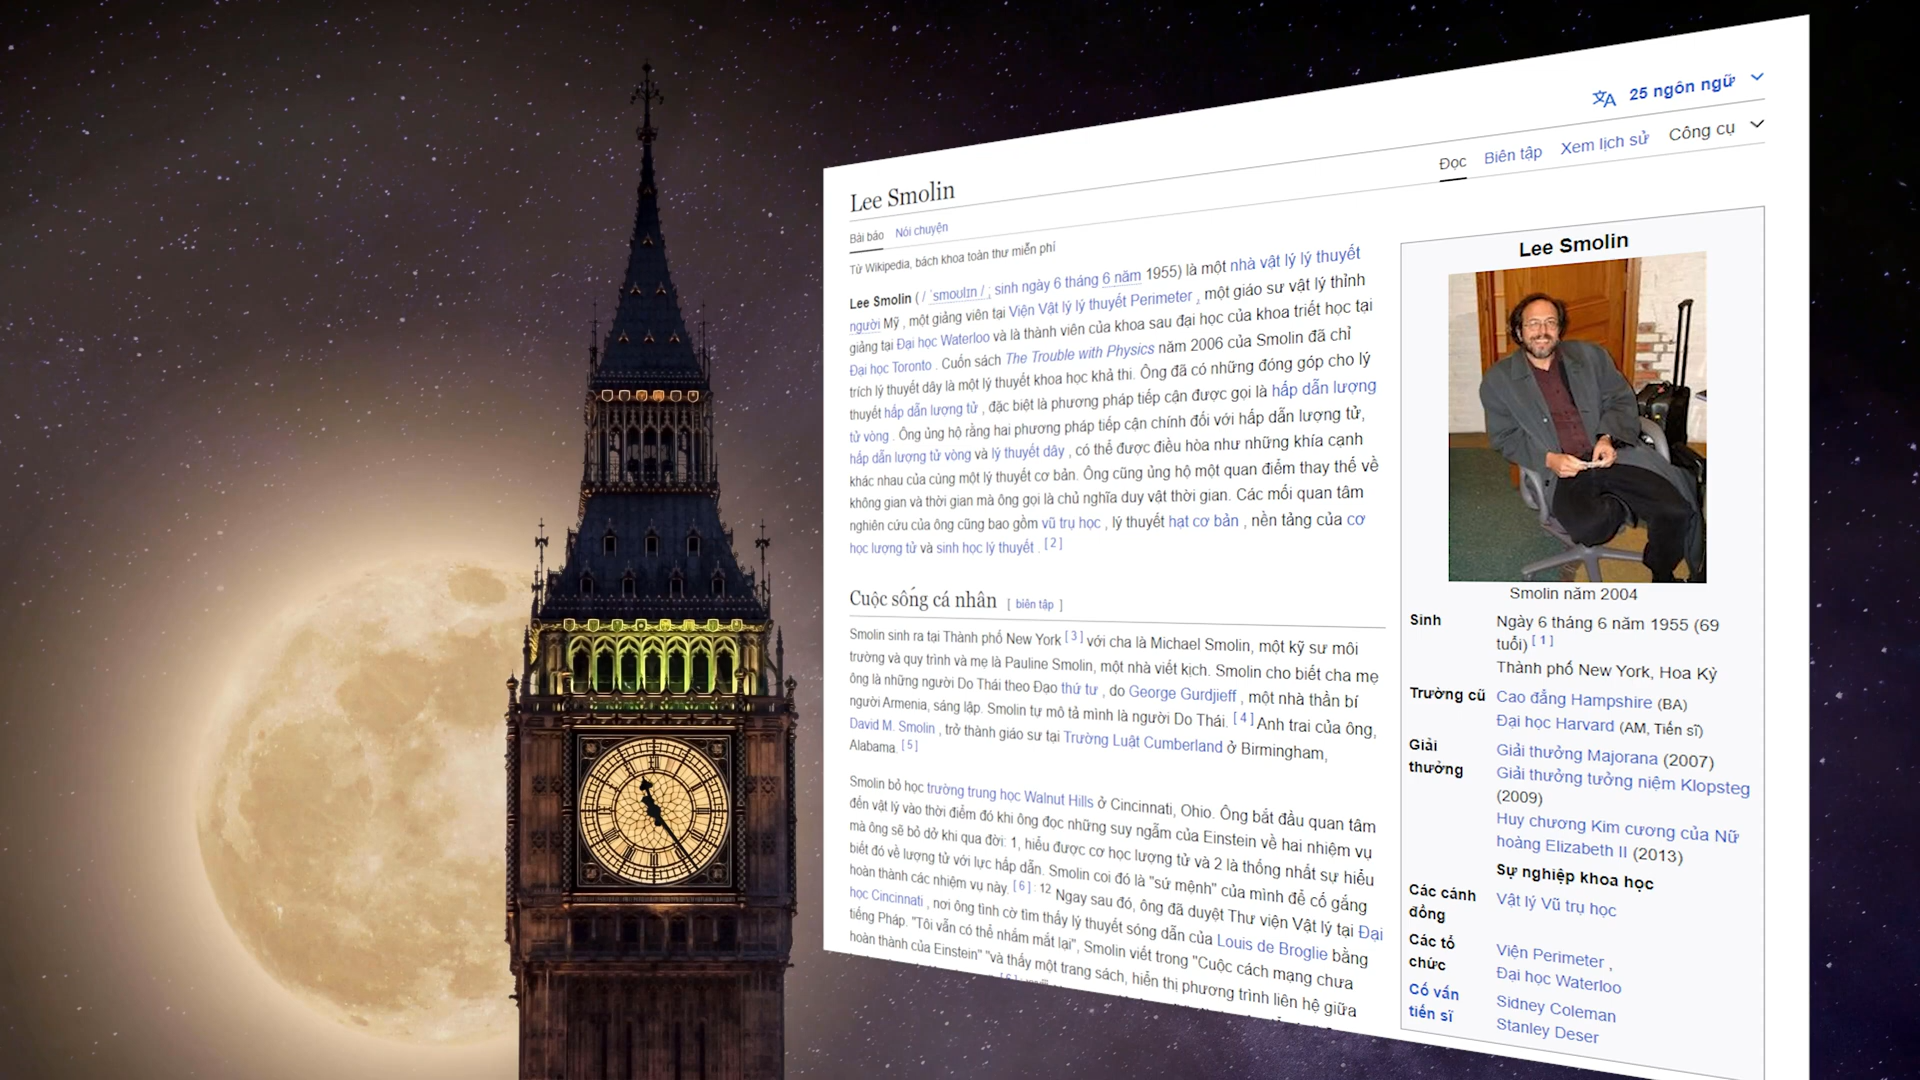 25 ngôn ngữ
Đọc Biên tập Xem lịch sử Công cụ
Lee Smolin
Bài báo Nói chuyện
Từ Wikipedia, bách khoa toàn thư miễn phí
Lee Smolin ( / ˈsmoʊlɪn / ; sinh ngày 6 tháng 6 năm 1955) là một nhà vật lý lý thuyết
người Mỹ , một giảng viên tại Viện Vật lý lý thuyết Perimeter , một giáo sư vật lý thỉnh
giảng tại Đại học Waterloo và là thành viên của khoa sau đại học của khoa triết học tại
Đại học Toronto . Cuốn sách The Trouble with Physics năm 2006 của Smolin đã chỉ
trích lý thuyết dây là một lý thuyết khoa học khả thi. Ông đã có những đóng góp cho lý
thuyết hấp dẫn lượng tử , đặc biệt là phương pháp tiếp cận được gọi là hấp dẫn lượng
tử vòng . Ông ủng hộ rằng hai phương pháp tiếp cận chính đối với hấp dẫn lượng tử,
hấp dẫn lượng tử vòng và lý thuyết dây , có thể được điều hòa như những khía cạnh
khác nhau của cùng một lý thuyết cơ bản. Ông cũng ủng hộ một quan điểm thay thế về
không gian và thời gian mà ông gọi là chủ nghĩa duy vật thời gian. Các mối quan tâm
nghiên cứu của ông cũng bao gồm vũ trụ học , lý thuyết hạt cơ bản , nền tảng của cơ
học lượng tử và sinh học lý thuyết . [ 2 ]
Cuộc sống cá nhân [ biên tập ]
Smolin sinh ra tại Thành phố New York [ 3 ] với cha là Michael Smolin, một kỹ sư môi
trường và quy trình và mẹ là Pauline Smolin, một nhà viết kịch. Smolin cho biết cha mẹ
ông là những người Do Thái theo Đạo thứ tư , do George Gurdjieff , một nhà thần bí
người Armenia, sáng lập. Smolin tự mô tả mình là người Do Thái. [ 4 ] Anh trai của ông,
David M. Smolin , trở thành giáo sư tại Trường Luật Cumberland ở Birmingham,
Alabama. [ 5 ]
Smolin bỏ học trường trung học Walnut Hills ở Cincinnati, Ohio. Ông bắt đầu quan tâm
đến vật lý vào thời điểm đó khi ông đọc những suy ngẫm của Einstein về hai nhiệm vụ
mà ông sẽ bỏ dở khi qua đời: 1, hiểu được cơ học lượng tử và 2 là thống nhất sự hiểu
biết đó về lượng tử với lực hấp dẫn. Smolin coi đó là "sứ mệnh" của mình để cố gắng
hoàn thành các nhiệm vụ này. [ 6 ] : 12 Ngay sau đó, ông đã duyệt Thư viện Vật lý tại Đại
học Cincinnati , nơi ông tình cờ tìm thấy lý thuyết sóng dẫn của Louis de Broglie bằng
tiếng Pháp. "Tôi vẫn có thể nhắm mắt lại", Smolin viết trong "Cuộc cách mạng chưa
hoàn thành của Einstein" "và thấy một trang sách, hiển thị phương trình liên hệ giữa
Lee Smolin
Smolin năm 2004
Sinh Ngày 6 tháng 6 năm 1955 (69
tuổi) [ 1 ]
Thành phố New York, Hoa Kỳ
Trường cũ Cao đẳng Hampshire (BA)
Đại học Harvard (AM, Tiến sĩ)
Giải thưởng Giải thưởng Majorana (2007)
Giải thưởng tưởng niệm Klopsteg
(2009)
Huy chương Kim cương của Nữ
hoàng Elizabeth II (2013)
Sự nghiệp khoa học
Các cánh đồng Vật lý Vũ trụ học
Các tổ chức Viện Perimeter ,
Đại học Waterloo
Cố vấn tiến sĩ Sidney Coleman
Stanley Deser